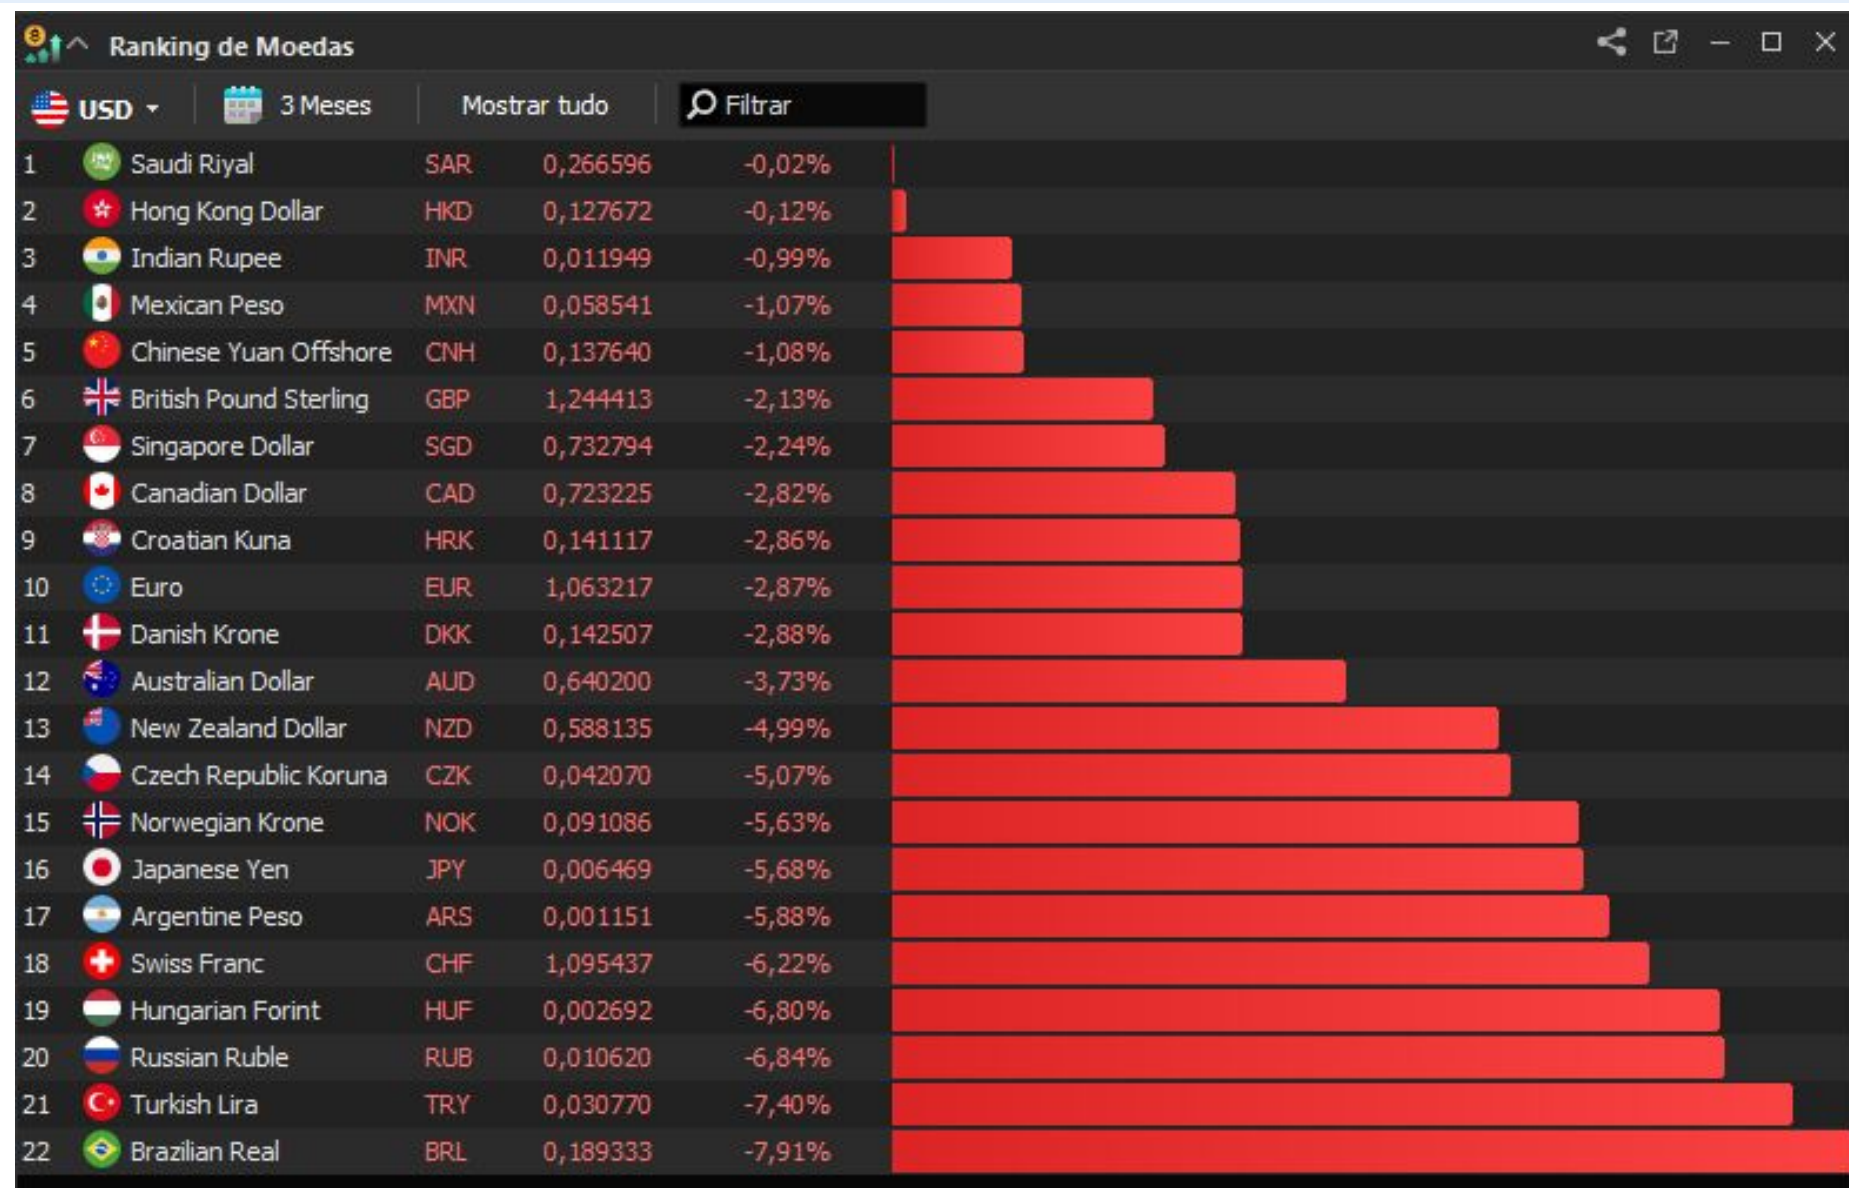 Ranking de Moedas
USD 3 Meses Mostrar tudo Filtrar
1 Saudi Riyal SAR 0,266596 -0,02%
2 Hong Kong Dollar HKD 0,127672 -0,12%
3 Indian Rupee INR 0,011949 -0,99%
4 Mexican Peso MXN 0,058541 -1,07%
5 Chinese Yuan Offshore CNH 0,137640 -1,08%
6 British Pound Sterling GBP 1,244413 -2,13%
7 Singapore Dollar SGD 0,732794 -2,24%
8 Canadian Dollar CAD 0,723225 -2,82%
9 Croatian Kuna HRK 0,141117 -2,86%
10 Euro EUR 1,063217 -2,87%
11 Danish Krone DKK 0,142507 -2,88%
12 Australian Dollar AUD 0,640200 -3,73%
13 New Zealand Dollar NZD 0,588135 -4,99%
14 Czech Republic Koruna CZK 0,042070 -5,07%
15 Norwegian Krone NOK 0,091086 -5,63%
16 Japanese Yen JPY 0,006469 -5,68%
17 Argentine Peso ARS 0,001151 -5,88%
18 Swiss Franc CHF 1,095437 -6,22%
19 Hungarian Forint HUF 0,002692 -6,80%
20 Russian Ruble RUB 0,010620 -6,84%
21 Turkish Lira TRY 0,030770 -7,40%
22 Brazilian Real BRL 0,189333 -7,91%